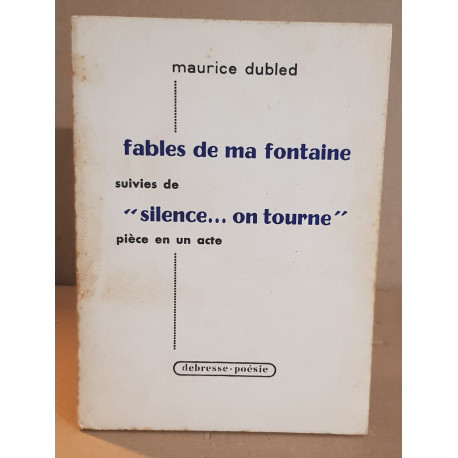 maurice dubled
fables de ma fontaine
suivies de
“silence... on tourne”
pièce en un acte
debresse-poésie